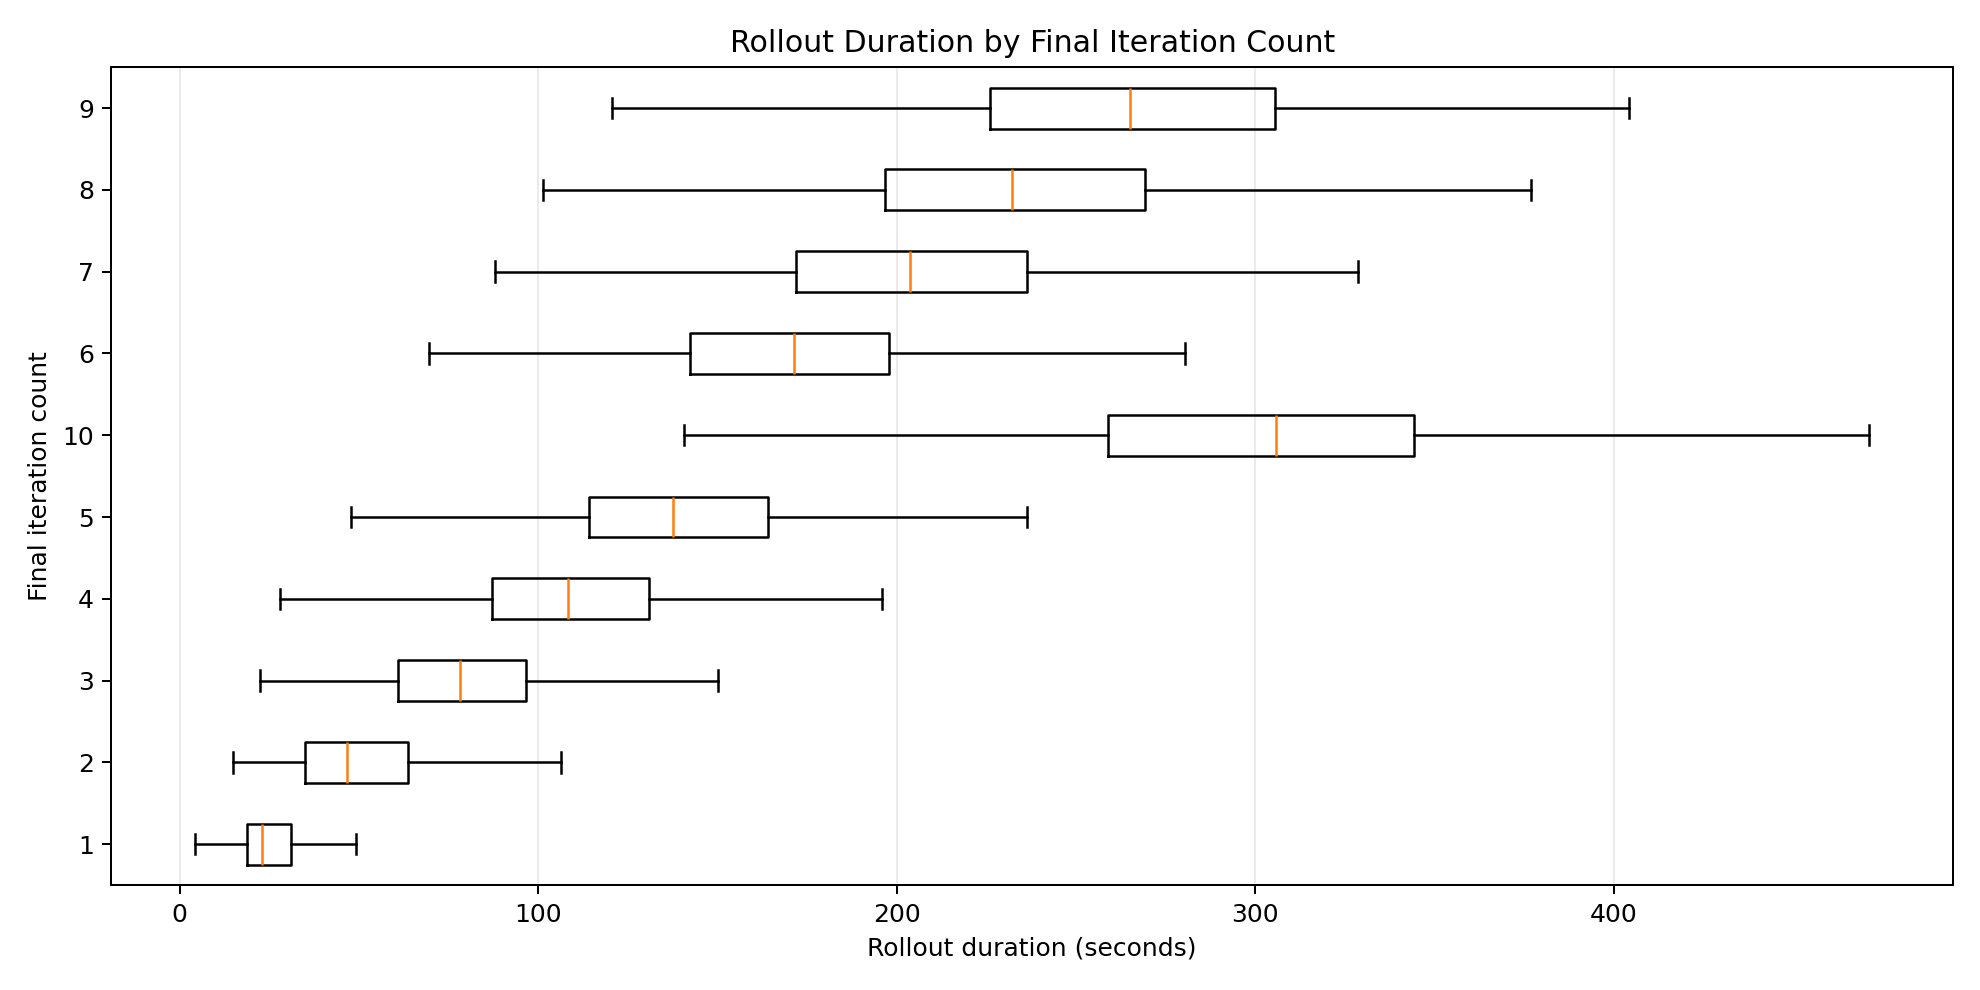 Rollout Duration by Final Iteration Count
Final iteration count
9
8
7
6
10
5
4
3
2
1
0 100 200 300 400
Rollout duration (seconds)